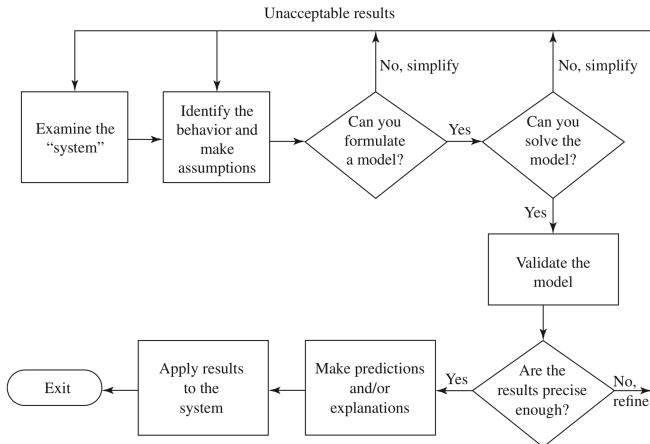 Unacceptable results
No, simplify
No, simplify
Examine the
“system”
Identify the
behavior and
make
assumptions
Can you
formulate
a model?
Yes
Can you
solve the
model?
Yes
Validate the
model
Exit
Apply results
to the
system
Make predictions
and/or
explanations
Yes
Are the
results precise
enough?
No,
refine